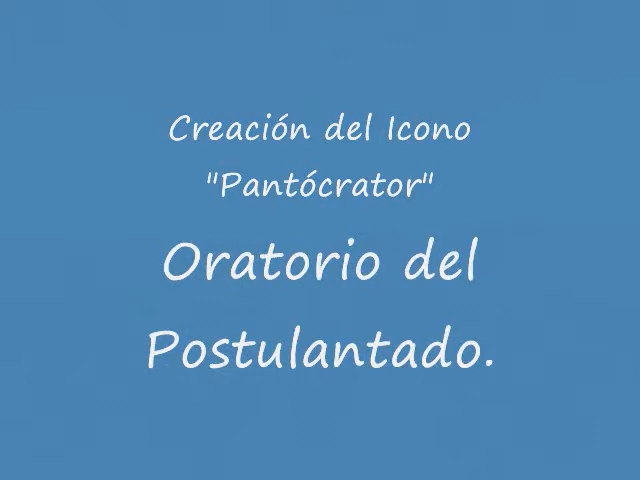 Creación del Icono
"Pantócrator"
Oratorio del
Postulantado.